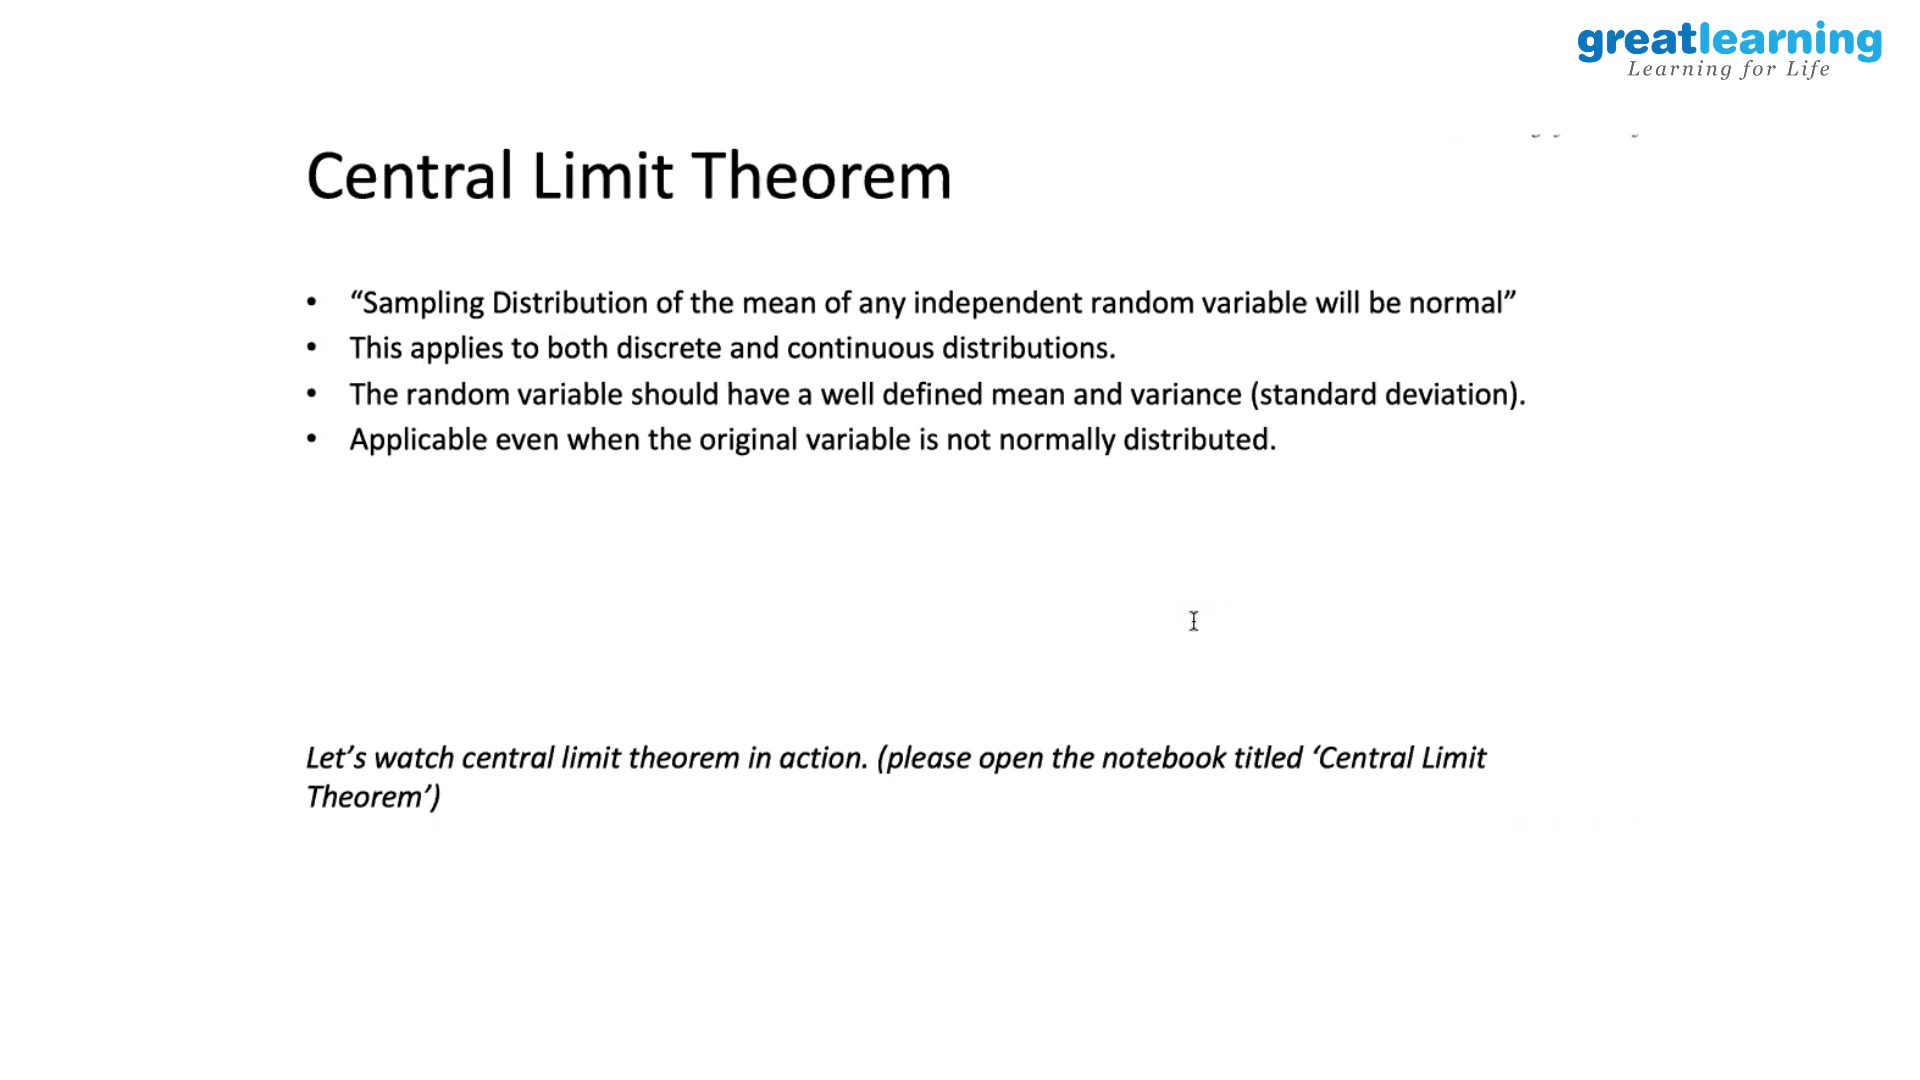 greatlearning
Learning for Life
Central Limit Theorem
• “Sampling Distribution of the mean of any independent random variable will be normal”
• This applies to both discrete and continuous distributions.
• The random variable should have a well defined mean and variance (standard deviation).
• Applicable even when the original variable is not normally distributed.
Let’s watch central limit theorem in action. (please open the notebook titled ‘Central Limit
Theorem’)